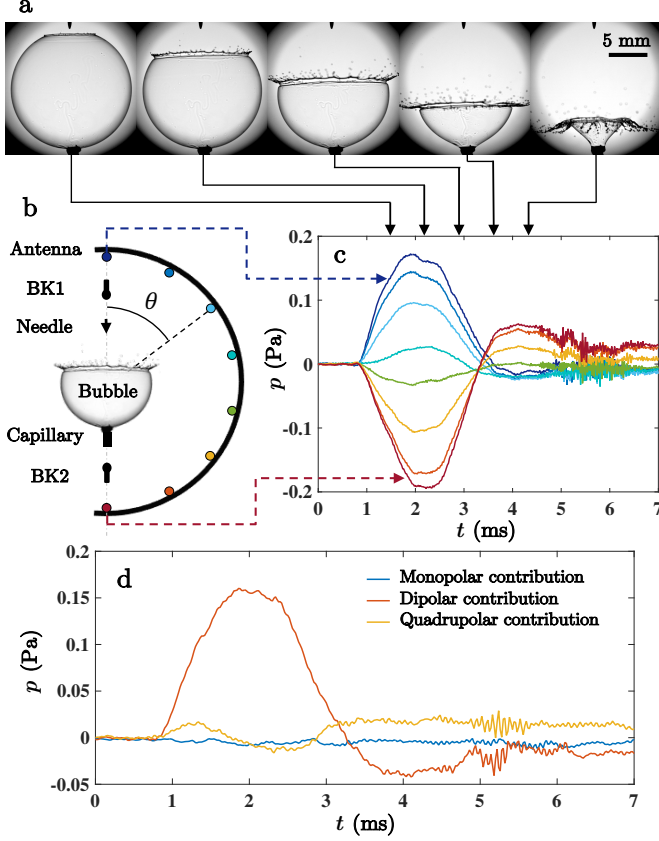 a
5 mm
b
Antenna
BK1
θ
Needle
Bubble
Capillary
BK2
c
0.2
0.1
0
-0.1
-0.2
p (Pa)
0 1 2 3 4 5 6 7
t (ms)
d
Monopolar contribution
Dipolar contribution
Quadrupolar contribution
0.2
0.15
0.1
0.05
0
-0.05
p (Pa)
0 1 2 3 4 5 6 7
t (ms)